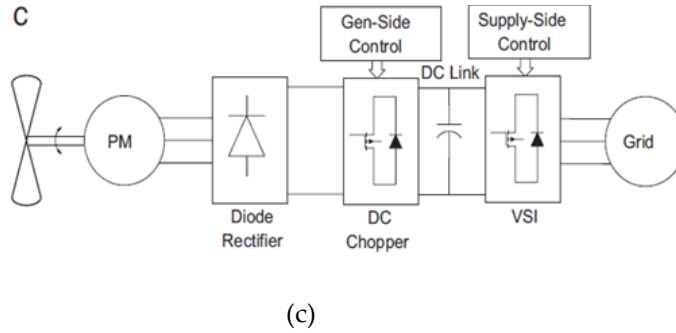 C
Gen-Side
Control
Supply-Side
Control
DC Link
PM
Grid
Diode
Rectifier
DC
Chopper
VSI
(c)